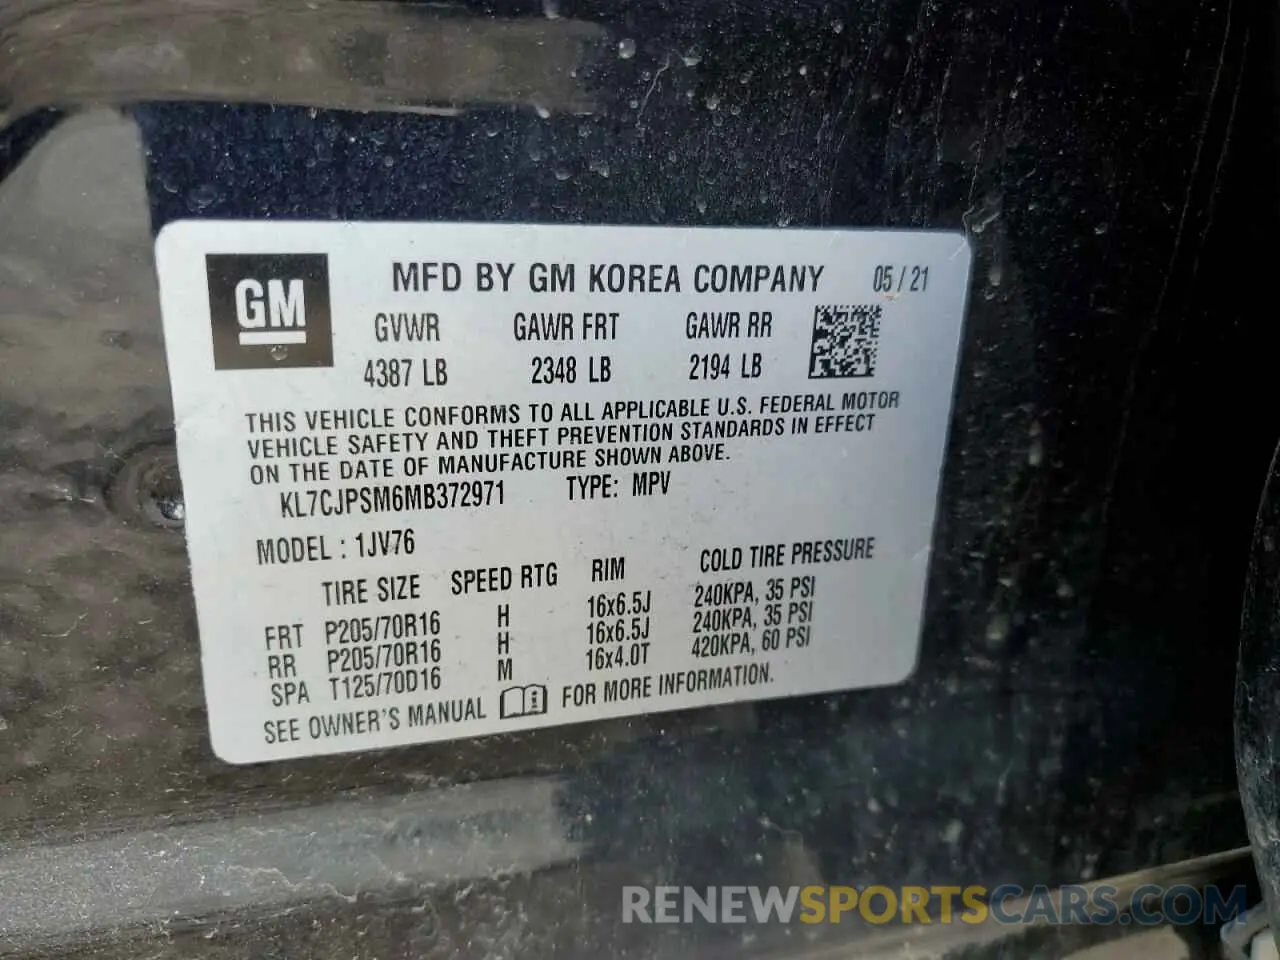 GM
MFD BY GM KOREA COMPANY 05 / 21
GVWR GAWR FRT GAWR RR
4387 LB 2348 LB 2194 LB
THIS VEHICLE CONFORMS TO ALL APPLICABLE U.S. FEDERAL MOTOR
VEHICLE SAFETY AND THEFT PREVENTION STANDARDS IN EFFECT
ON THE DATE OF MANUFACTURE SHOWN ABOVE.
KL7CJPSM6MB372971 TYPE: MPV
MODEL : 1JV76
TIRE SIZE SPEED RTG RIM COLD TIRE PRESSURE
FRT P205/70R16 H 16x6.5J 240KPA, 35 PSI
RR P205/70R16 H 16x6.5J 240KPA, 35 PSI
SPA T125/70D16 M 16x4.0T 420KPA, 60 PSI
SEE OWNER'S MANUAL FOR MORE INFORMATION.
RENEWSPORTSCARS.COM